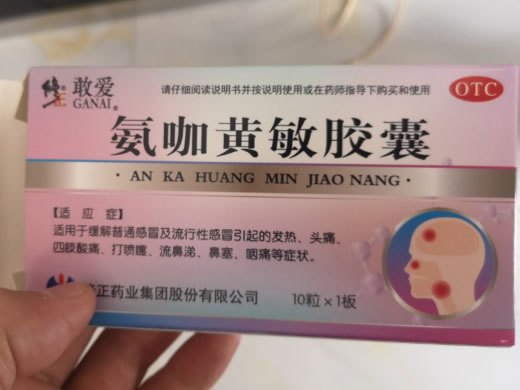 修正® 敢爱
GANAI®
请仔细阅读说明书并按说明使用或在药师指导下购买和使用
OTC
氨咖黄敏胶囊
· AN KA HUANG MIN JIAO NANG ·
【适应症】
适用于缓解普通感冒及流行性感冒引起的发热、头痛、
四肢酸痛、打喷嚏、流鼻涕、鼻塞、咽痛等症状。
修正药业集团股份有限公司
10粒×1板